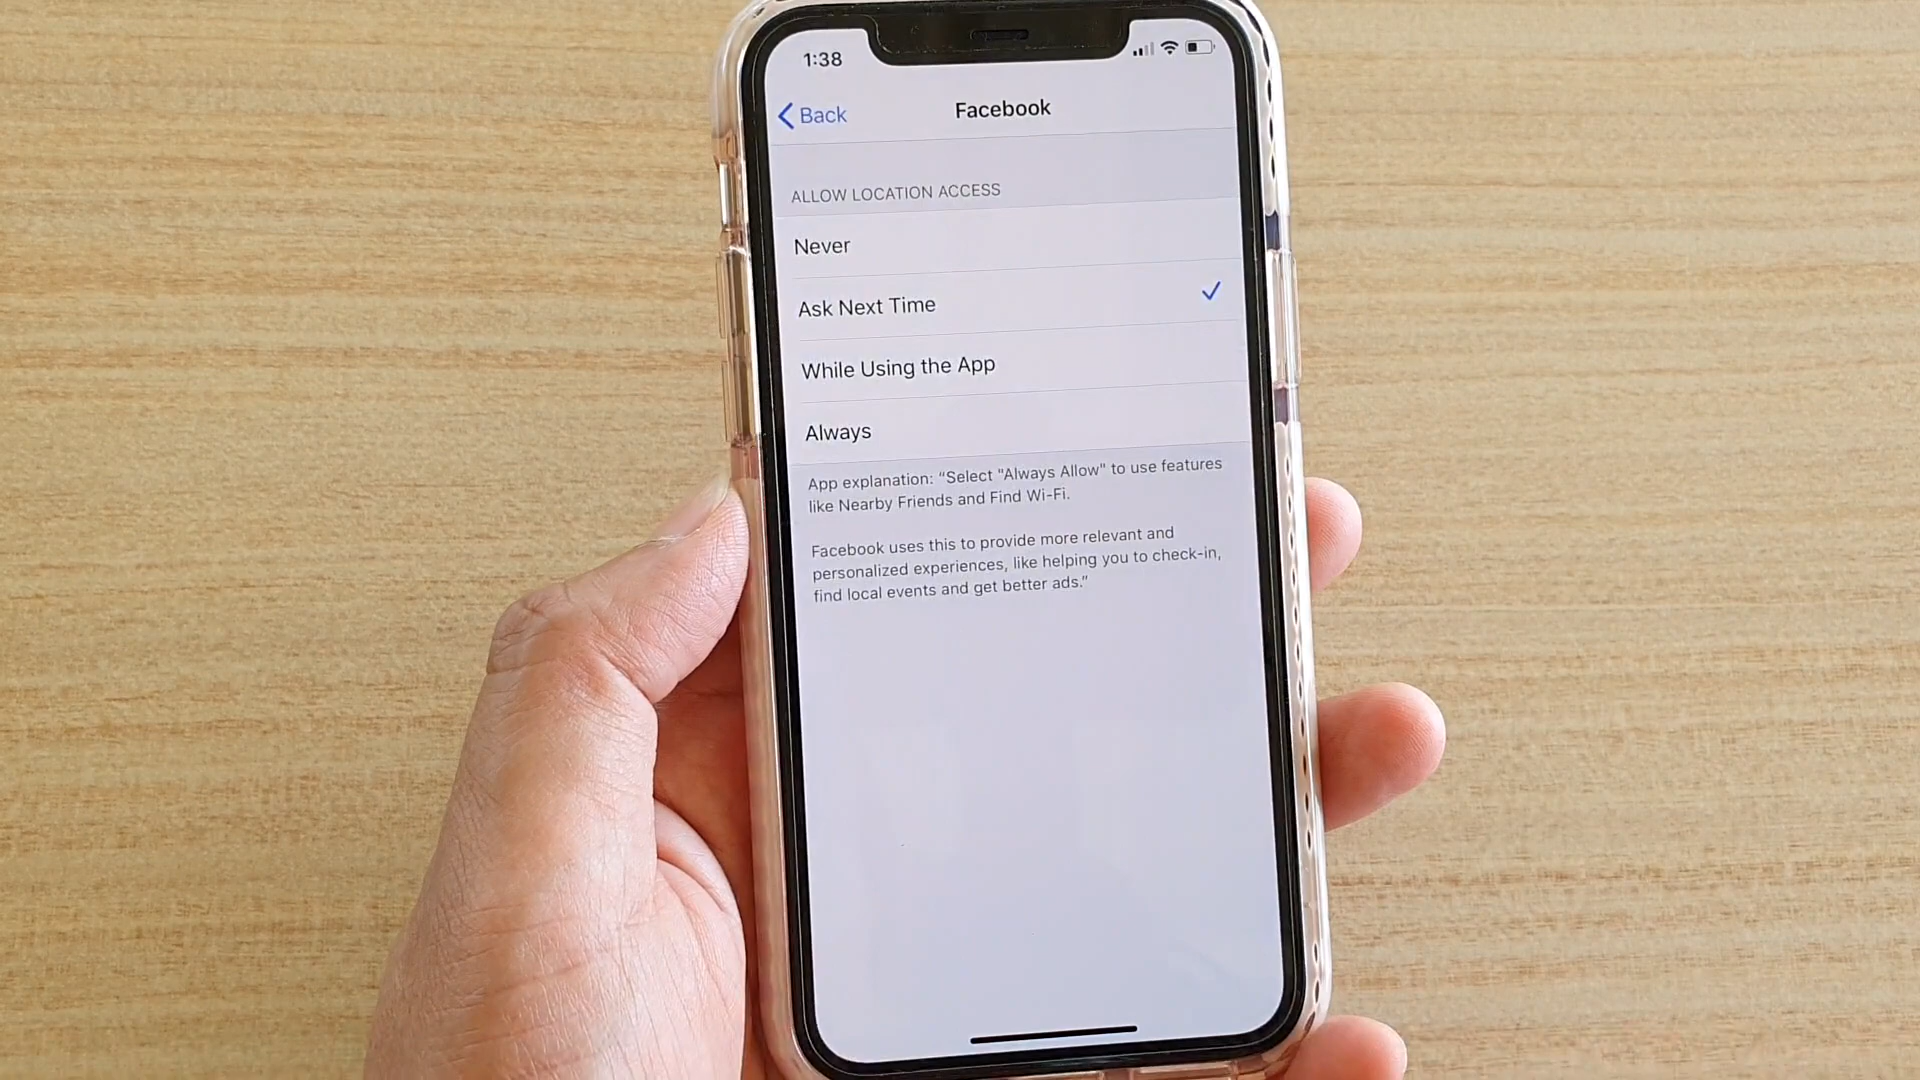 1:38
Back
Facebook
ALLOW LOCATION ACCESS
Never
Ask Next Time
While Using the App
Always
App explanation: “Select "Always Allow" to use features
like Nearby Friends and Find Wi-Fi.
Facebook uses this to provide more relevant and
personalized experiences, like helping you to check-in,
find local events and get better ads.”